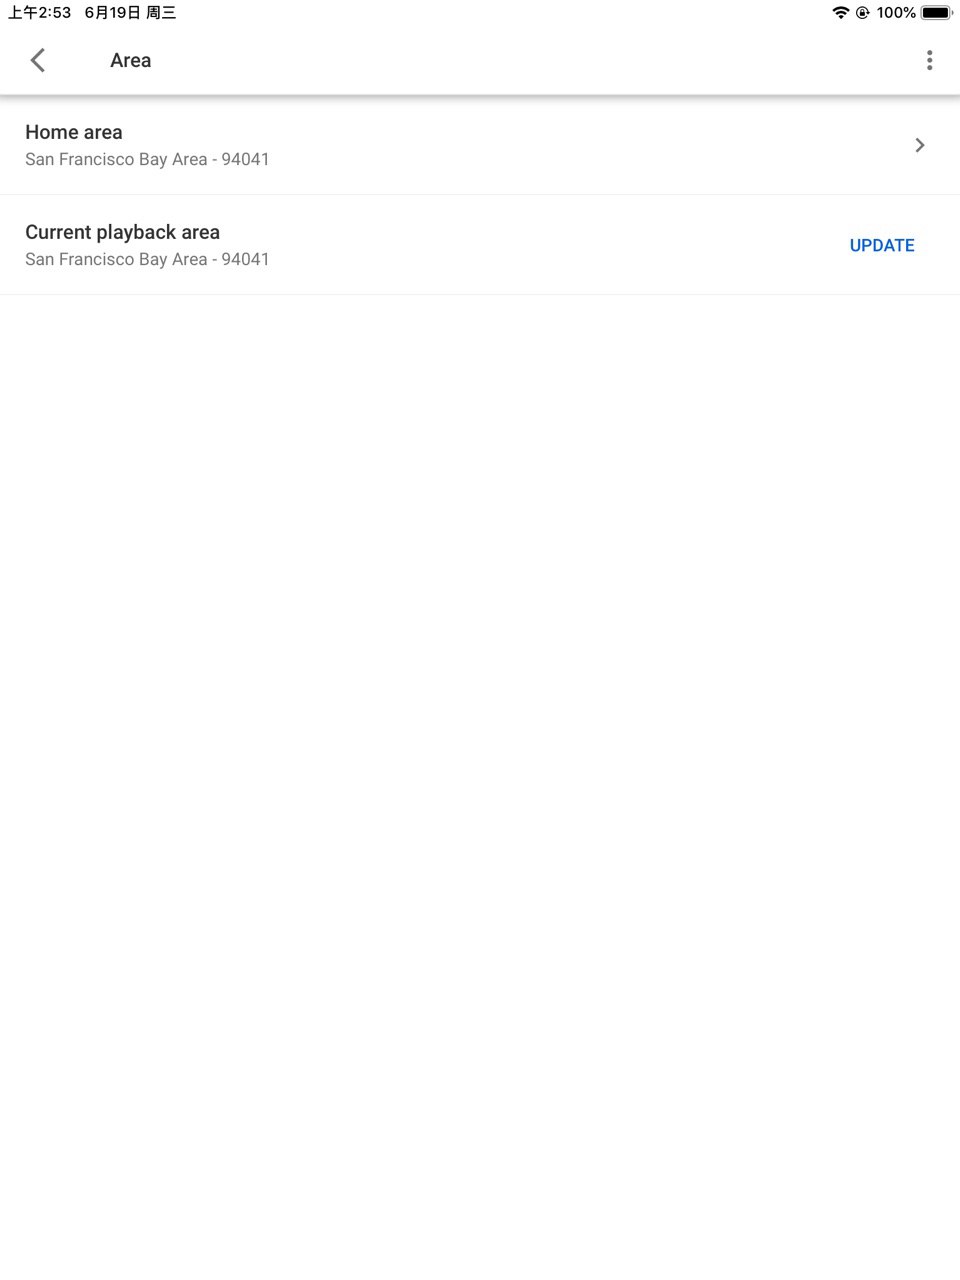 上午2:53 6月19日 周三 100%
Area
Home area
San Francisco Bay Area - 94041
Current playback area
San Francisco Bay Area - 94041
UPDATE